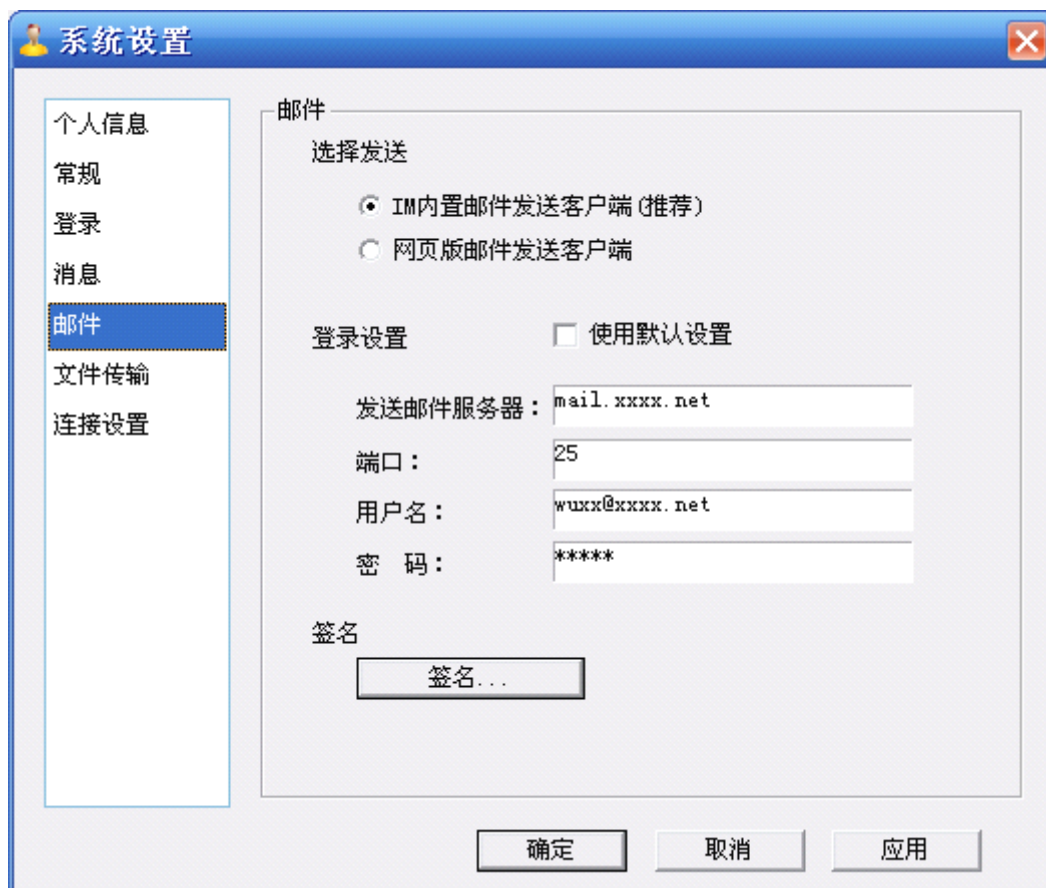 系统设置
个人信息
常规
登录
消息
邮件
文件传输
连接设置
邮件
选择发送
IM内置邮件发送客户端(推荐)
网页版邮件发送客户端
登录设置 使用默认设置
发送邮件服务器： mail.xxxx.net
端口： 25
用户名： wuxx@xxxx.net
密 码： *****
签名
签名...
确定 取消 应用